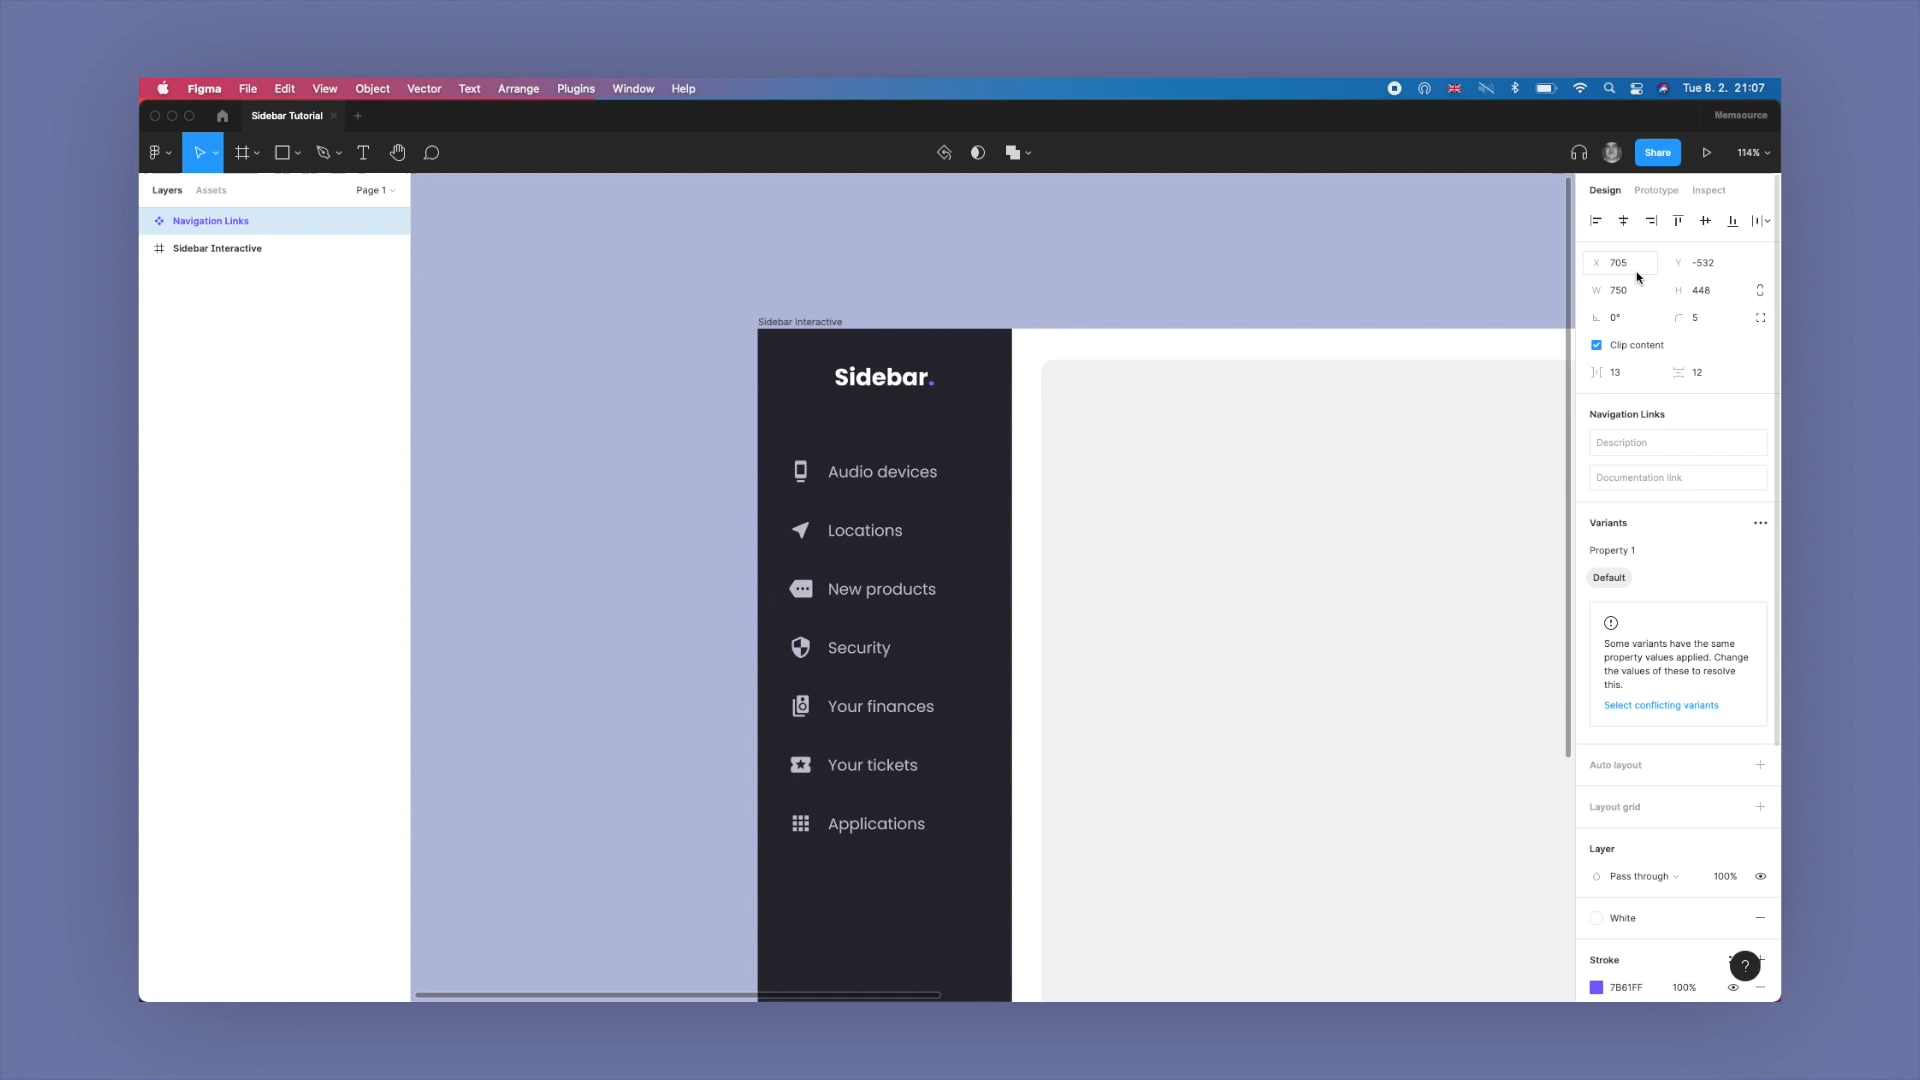 Figma File Edit View Object Vector Text Arrange Plugins Window Help
Tue 8. 2. 21:07
Sidebar Tutorial
Memsource
Share
114%
Layers Assets Page 1
Navigation Links
Sidebar Interactive
Sidebar Interactive
Sidebar.
Audio devices
Locations
New products
Security
Your finances
Your tickets
Applications
Design Prototype Inspect
X 705 Y -532
W 750 H 448
0° 5
Clip content
13 12
Navigation Links
Description
Documentation link
Variants
Property 1
Default
Some variants have the same
property values applied. Change
the values of these to resolve
this.
Select conflicting variants
Auto layout
Layout grid
Layer
Pass through 100%
White
Stroke
?
7B61FF 100%